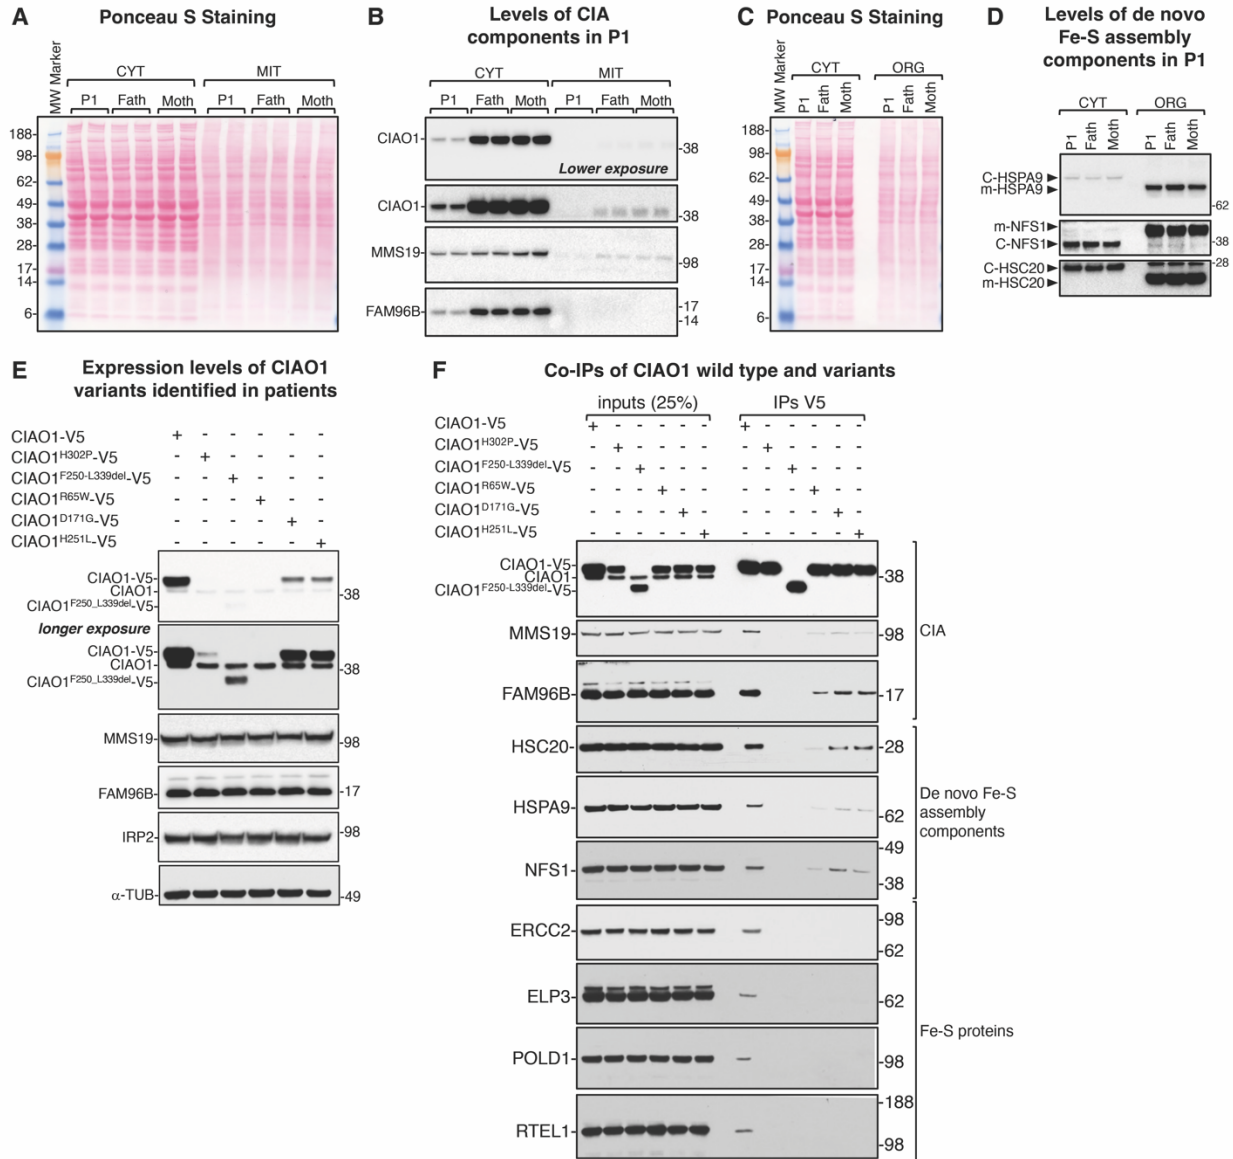 A Ponceau S Staining
MW Marker
CYT MIT
P1 Fath Moth P1 Fath Moth
188-
98-
62-
49-
38-
28-
17-
14-
6-
B Levels of CIA
components in P1
CYT MIT
P1 Fath Moth P1 Fath Moth
CIAO1- -38
Lower exposure
CIAO1- -38
MMS19- -98
FAM96B- -17
-14
C Ponceau S Staining
MW Marker
CYT ORG
P1 Fath Moth P1 Fath Moth
188-
98-
62-
49-
38-
28-
17-
14-
6-
D Levels of de novo
Fe-S assembly
components in P1
CYT ORG
P1 Fath Moth P1 Fath Moth
C-HSPA9
m-HSPA9
-62
m-NFS1
C-NFS1 -38
C-HSC20 -28
m-HSC20
E Expression levels of CIAO1
variants identified in patients
CIAO1-V5 + - - - - -
CIAO1H302P-V5 - + - - - -
CIAO1F250-L339del-V5 - - + - - -
CIAO1R65W-V5 - - - + - -
CIAO1D171G-V5 - - - - + -
CIAO1H251L-V5 - - - - - +
CIAO1-V5-
CIAO1- -38
CIAO1F250_L339del-V5
longer exposure
CIAO1-V5-
CIAO1- -38
CIAO1F250_L339del-V5-
MMS19- -98
FAM96B- -17
IRP2- -98
α-TUB- -49
F Co-IPs of CIAO1 wild type and variants
inputs (25%) IPs V5
CIAO1-V5 + - - - - - + - - - - -
CIAO1H302P-V5 - + - - - - - + - - - -
CIAO1F250-L339del-V5 - - + - - - - - + - - -
CIAO1R65W-V5 - - - + - - - - - + - -
CIAO1D171G-V5 - - - - + - - - - - + -
CIAO1H251L-V5 - - - - - + - - - - - +
CIAO1-V5-
CIAO1- -38
CIAO1F250-L339del-V5-
MMS19- -98 CIA
FAM96B- -17
HSC20- -28
HSPA9- -62
De novo Fe-S
assembly
components
-49
NFS1-
-38
-98
ERCC2-
-62
ELP3- -62
Fe-S proteins
POLD1- -98
-188
RTEL1-
-98